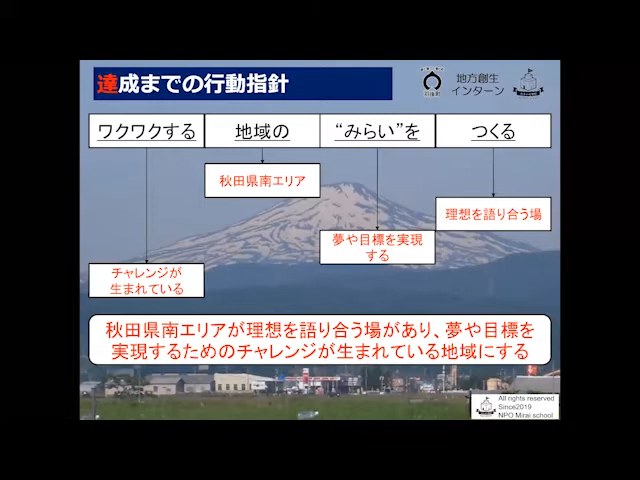 達成までの行動指針
地方創生
インターン
ワクワクする
地域の
“みらい”を
つくる
秋田県南エリア
理想を語り合う場
夢や目標を実現
する
チャレンジが
生まれている
秋田県南エリアが理想を語り合う場があり、夢や目標を
実現するためのチャレンジが生まれている地域にする
All rights reserved
Since2019
NPO Mirai school